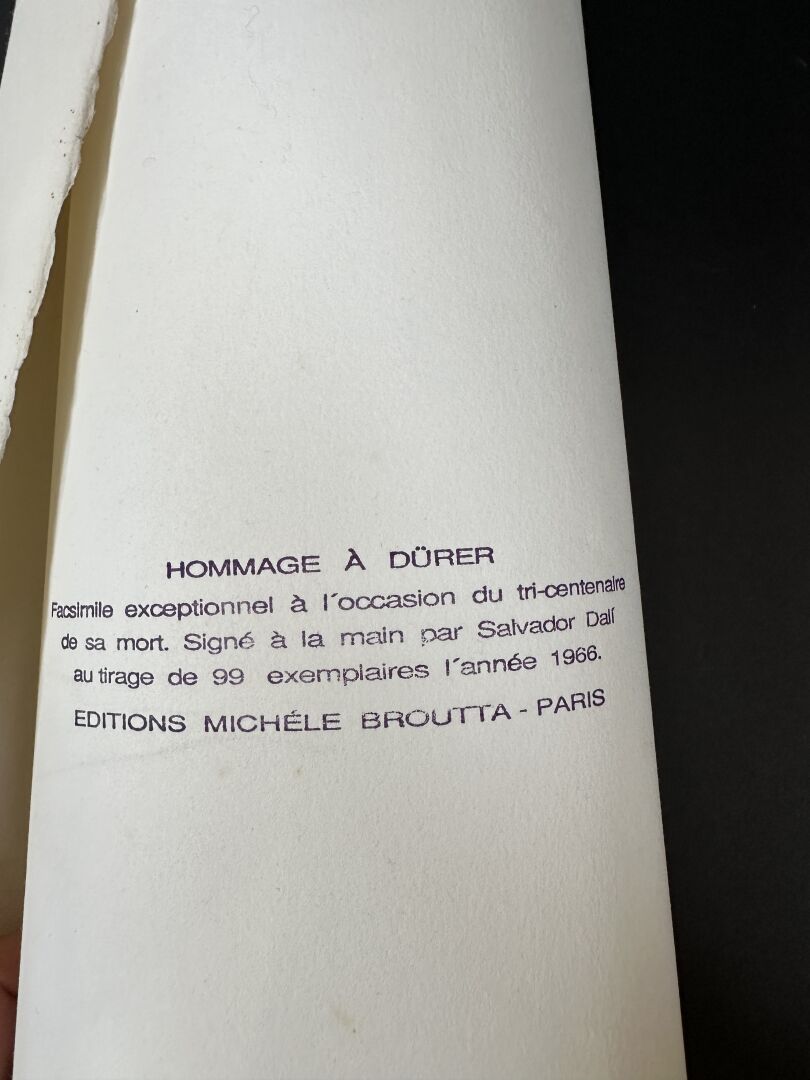 HOMMAGE À DÜRER
Facsimile exceptionnel à l´occasion du tri-centenaire
de sa mort. Signé à la main par Salvador Dalí
au tirage de 99 exemplaires l´année 1966.
EDITIONS MICHÉLE BROUTTA - PARIS